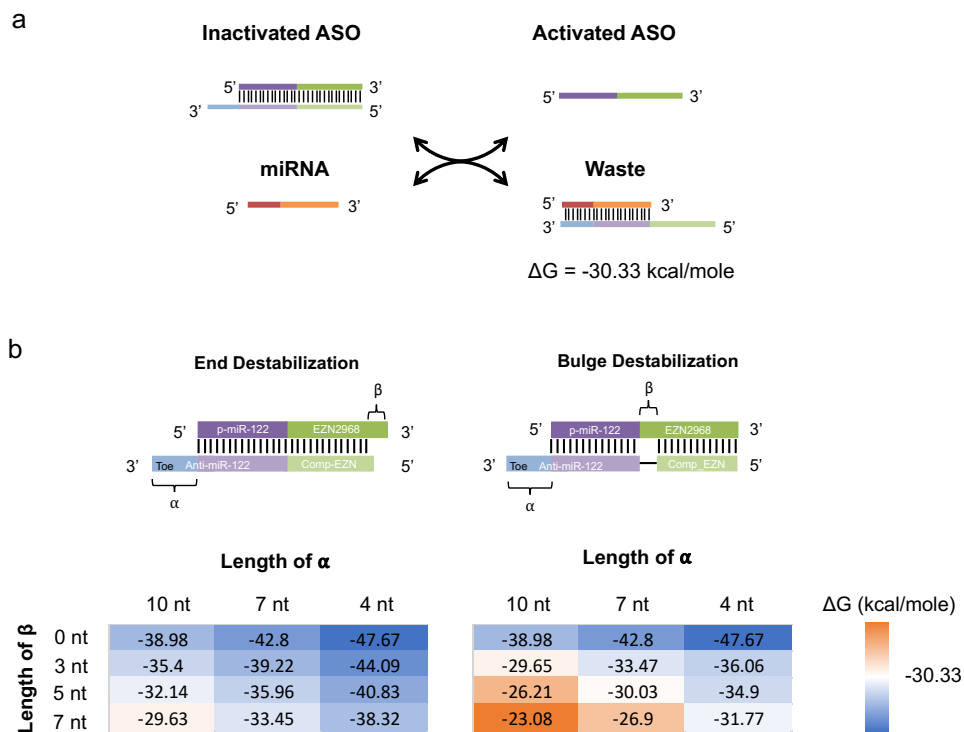 a
Inactivated ASO
Activated ASO
5’ 3’
3’ 5’
5’ 3’
miRNA
Waste
5’ 3’
5’ 3’
3’ 5’
ΔG = -30.33 kcal/mole
b
End Destabilization
Bulge Destabilization
β
β
5’ p-miR-122 EZN2968 3’
5’ p-miR-122 EZN2968 3’
3’ Toe Anti-miR-122 Comp-EZN 5’
3’ Toe Anti-miR-122 Comp_EZN 5’
α
α
Length of α
Length of α
10 nt 7 nt 4 nt
10 nt 7 nt 4 nt
ΔG (kcal/mole)
Length of β
0 nt -38.98 -42.8 -47.67
3 nt -35.4 -39.22 -44.09
5 nt -32.14 -35.96 -40.83
7 nt -29.63 -33.45 -38.32
-38.98 -42.8 -47.67
-29.65 -33.47 -36.06
-26.21 -30.03 -34.9
-23.08 -26.9 -31.77
-30.33